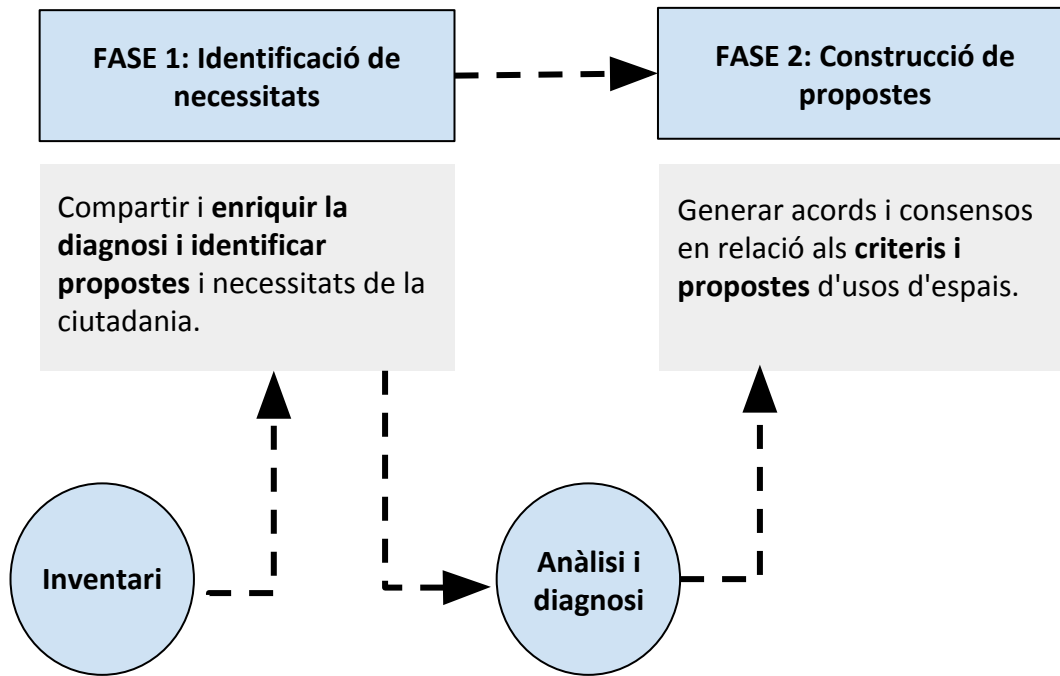 FASE 1: Identificació de
necessitats
FASE 2: Construcció de
propostes
Compartir i enriquir la
diagnosi i identificar
propostes i necessitats de la
ciutadania.
Generar acords i consensos
en relació als criteris i
propostes d'usos d'espais.
Inventari
Anàlisi i
diagnosi